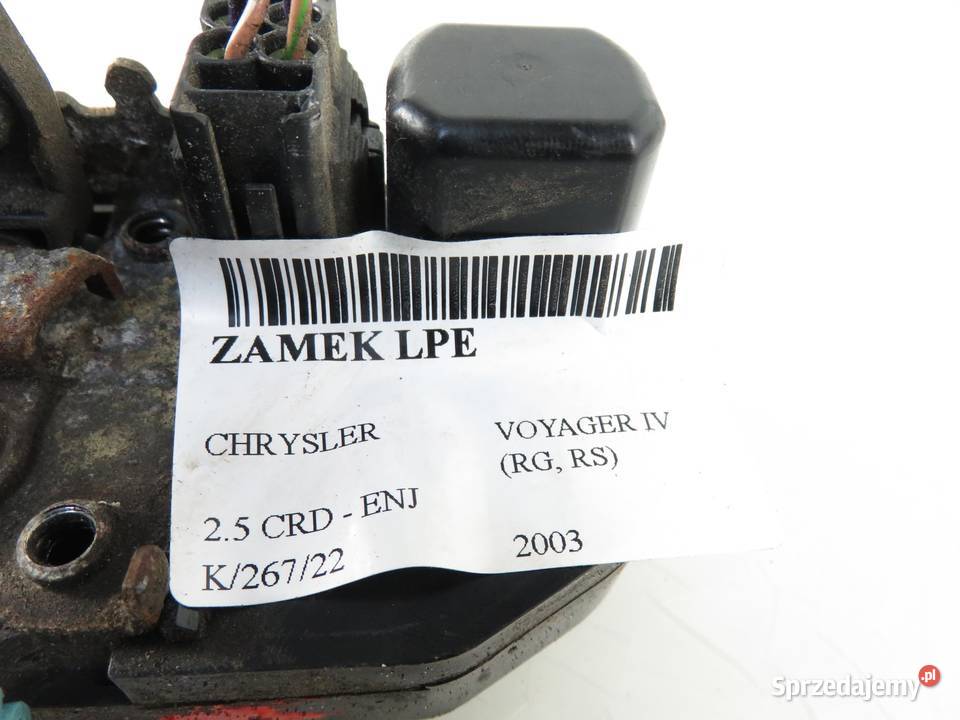 ZAMEK LPE
CHRYSLER
VOYAGER IV
(RG, RS)
2.5 CRD - ENJ
K/267/22
2003
Sprzedajemy.pl